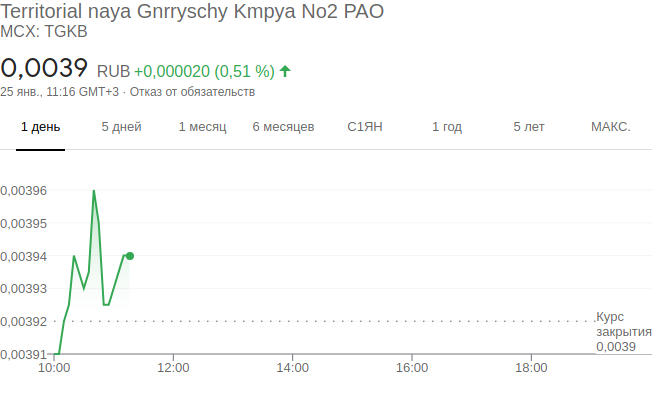 Territorial naya Gnrryschy Kmpya No2 PAO
MCX: TGKB
0,0039 RUB +0,000020 (0,51 %)
25 янв., 11:16 GMT+3 · Отказ от обязательств
1 день 5 дней 1 месяц 6 месяцев С1ЯН 1 год 5 лет МАКС.
0,00396
0,00395
0,00394
0,00393
0,00392
0,00391
Курс
закрытия
0,0039
10:00 12:00 14:00 16:00 18:00